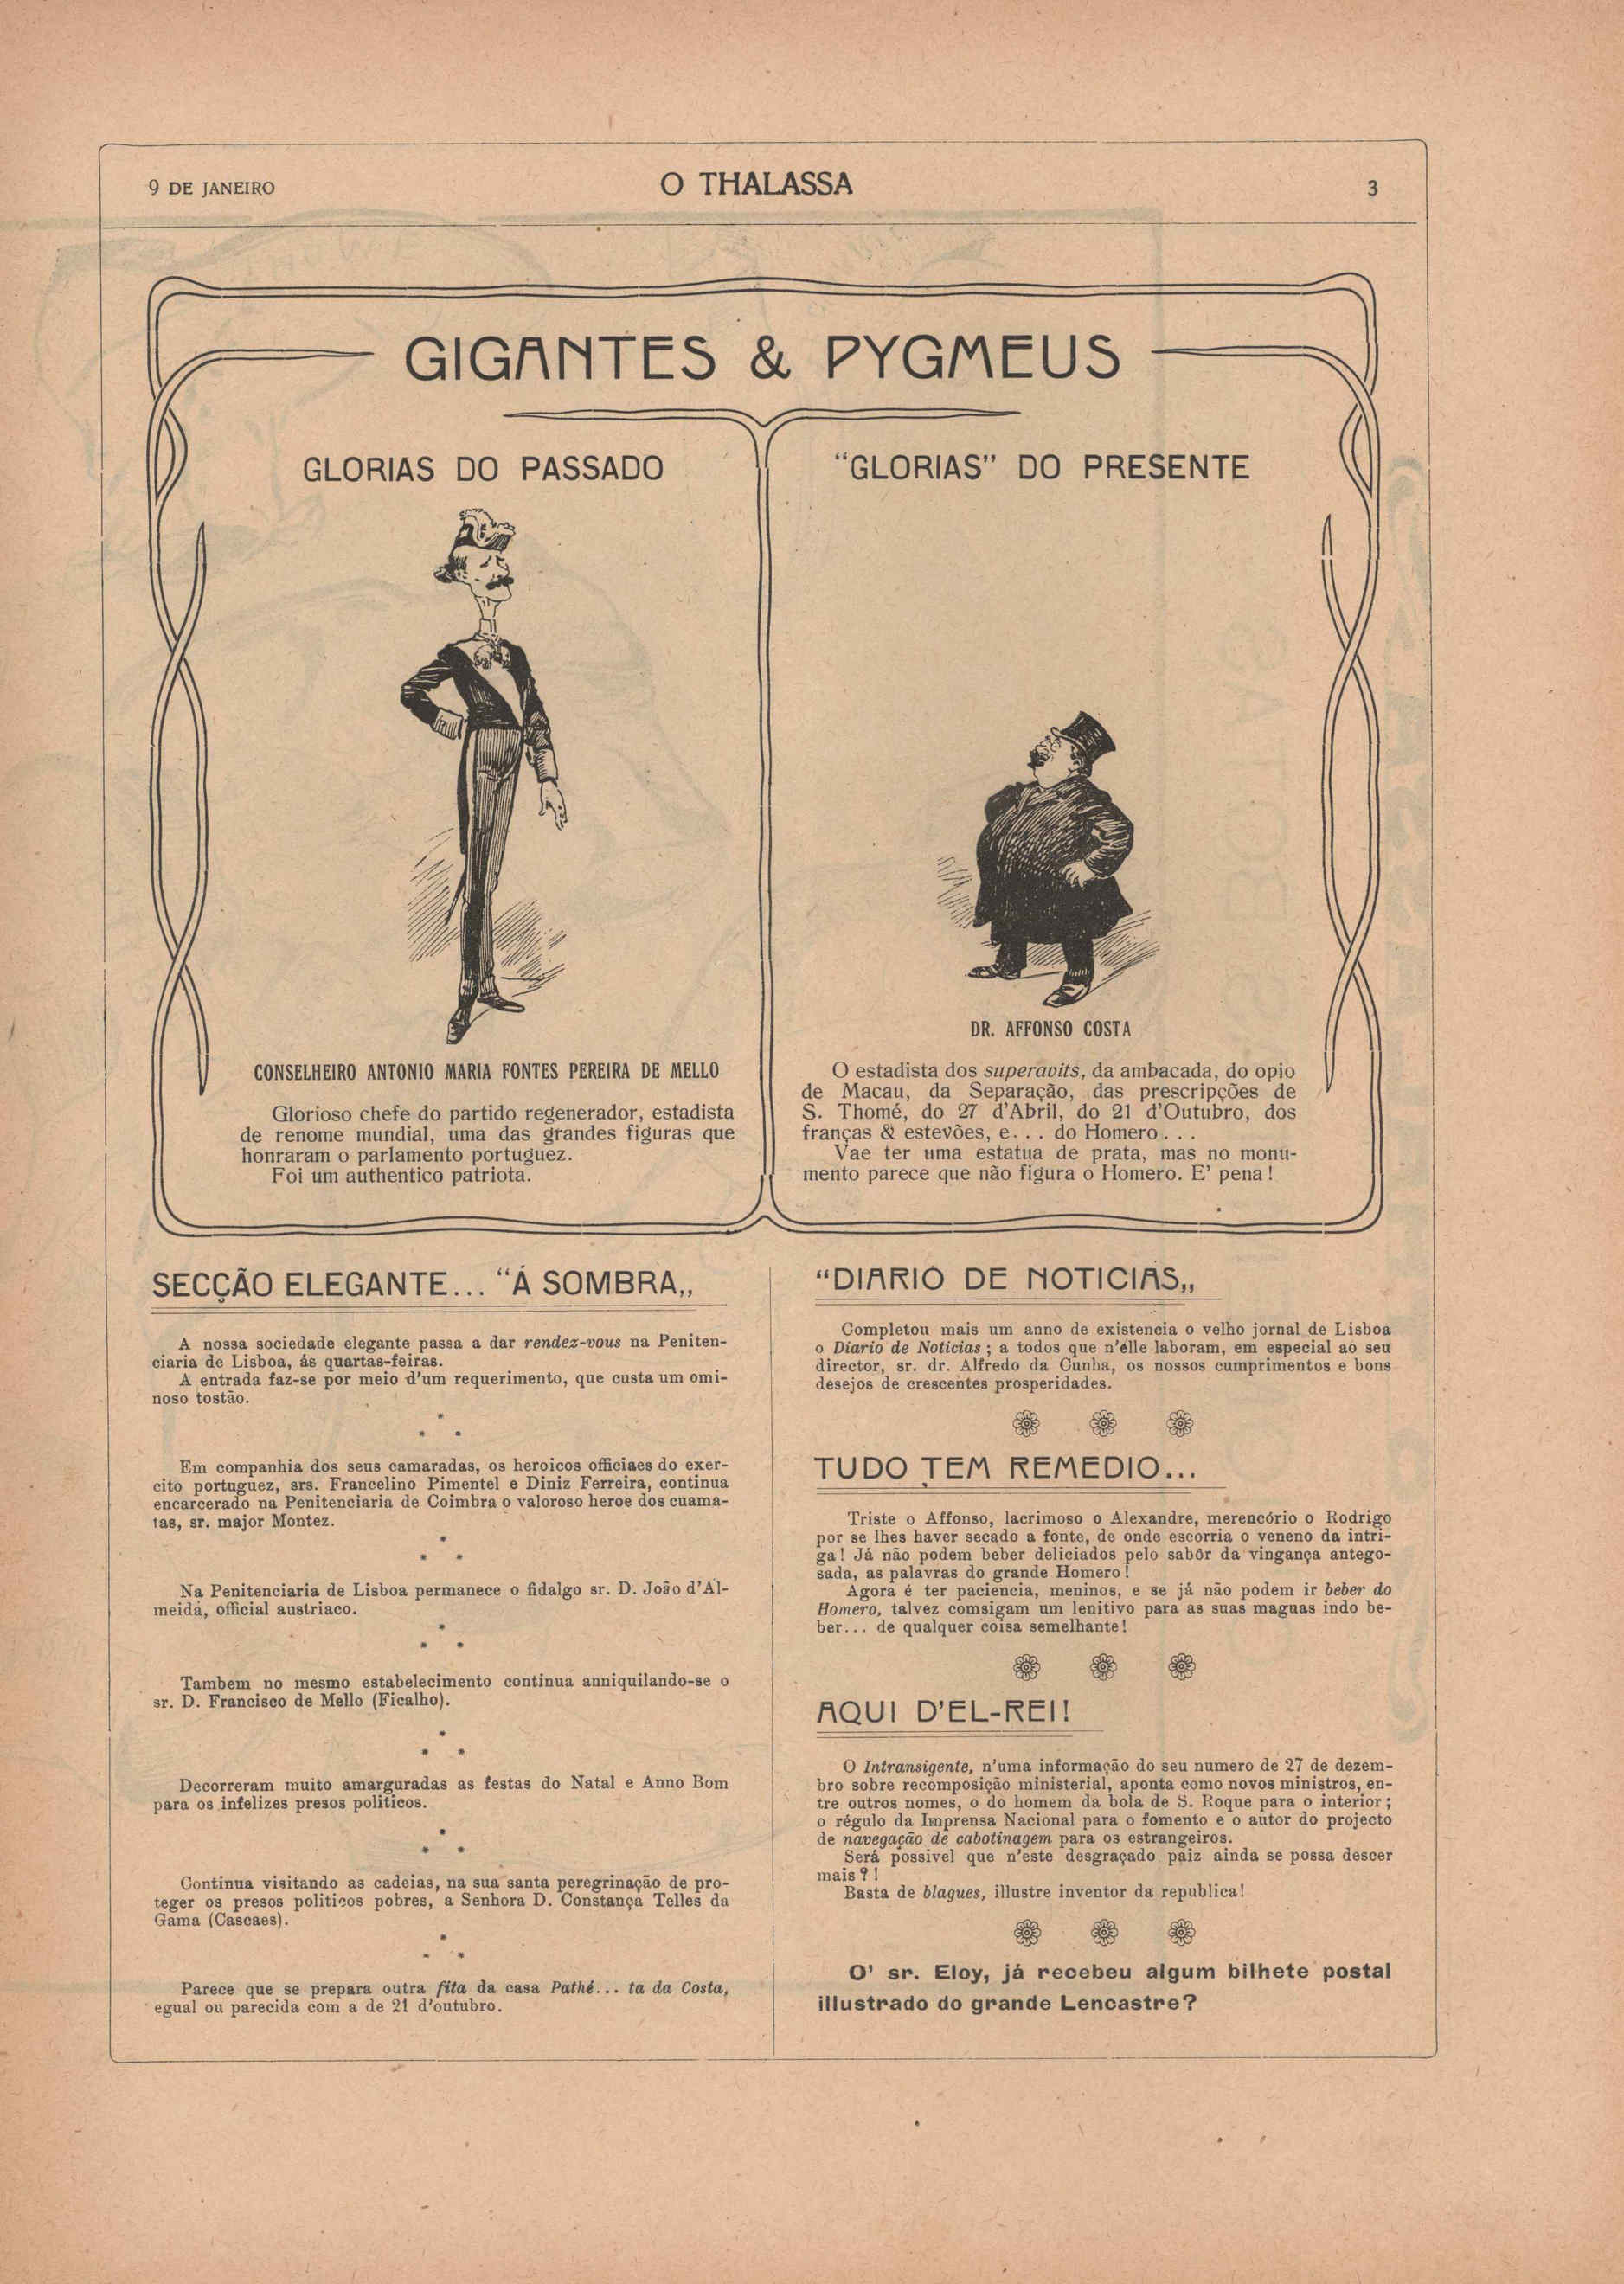 9 DE JANEIRO
O THALASSA
3
GIGANTES & PYGMEUS
GLORIAS DO PASSADO
CONSELHEIRO ANTONIO MARIA FONTES PEREIRA DE MELLO
Glorioso chefe do partido regenerador, estadista
de renome mundial, uma das grandes figuras que
honraram o parlamento portuguez.
Foi um authentico patriota.
"GLORIAS" DO PRESENTE
DR. AFFONSO COSTA
O estadista dos superavits, da ambacada, do opio
de Macau, da Separação, das prescripções de
S. Thomé, do 27 d'Abril, do 21 d'Outubro, dos
franças & estevões, e... do Homero...
Vae ter uma estatua de prata, mas no monu-
mento parece que não figura o Homero. E' pena!
SECÇÃO ELEGANTE... "Á SOMBRA„
A nossa sociedade elegante passa a dar rendez-vous na Peniten-
ciaria de Lisboa, ás quartas-feiras.
A entrada faz-se por meio d'um requerimento, que custa um omi-
noso tostão.
Em companhia dos seus camaradas, os heroicos officiaes do exer-
cito portuguez, srs. Francelino Pimentel e Diniz Ferreira, continua
encarcerado na Penitenciaria de Coimbra o valoroso heroe dos cuama-
tas, sr. major Montez.
Na Penitenciaria de Lisboa permanece o fidalgo sr. D. João d'Al-
meida, official austriaco.
Tambem no mesmo estabelecimento continua anniquilando-se o
sr. D. Francisco de Mello (Ficalho).
Decorreram muito amarguradas as festas do Natal e Anno Bom
para os infelizes presos politicos.
Continua visitando as cadeias, na sua santa peregrinação de pro-
teger os presos politicos pobres, a Senhora D. Constança Telles da
Gama (Cascaes).
Parece que se prepara outra fita da casa Pathé... ta da Costa,
egual ou parecida com a de 21 d'outubro.
"DIARIO DE NOTICIAS„
Completou mais um anno de existencia o velho jornal de Lisboa
o Diario de Noticias; a todos que n'élle laboram, em especial ao seu
director, sr. dr. Alfredo da Cunha, os nossos cumprimentos e bons
desejos de crescentes prosperidades.
TUDO TEM REMEDIO...
Triste o Affonso, lacrimoso o Alexandre, merencório o Rodrigo
por se lhes haver secado a fonte, de onde escorria o veneno da intri-
ga! Já não podem beber deliciados pelo sabôr da vingança antego-
sada, as palavras do grande Homero!
Agora é ter paciencia, meninos, e se já não podem ir beber do
Homero, talvez comsigam um lenitivo para as suas maguas indo be-
ber... de qualquer coisa semelhante!
AQUI D'EL-REI!
O Intransigente, n'uma informação do seu numero de 27 de dezem-
bro sobre recomposição ministerial, aponta como novos ministros, en-
tre outros nomes, o do homem da bola de S. Roque para o interior;
o régulo da Imprensa Nacional para o fomento e o autor do projecto
de navegação de cabotinagem para os estrangeiros.
Será possivel que n'este desgraçado paiz ainda se possa descer
mais?!
Basta de blagues, illustre inventor da republica!
O' sr. Eloy, já recebeu algum bilhete postal
illustrado do grande Lencastre?